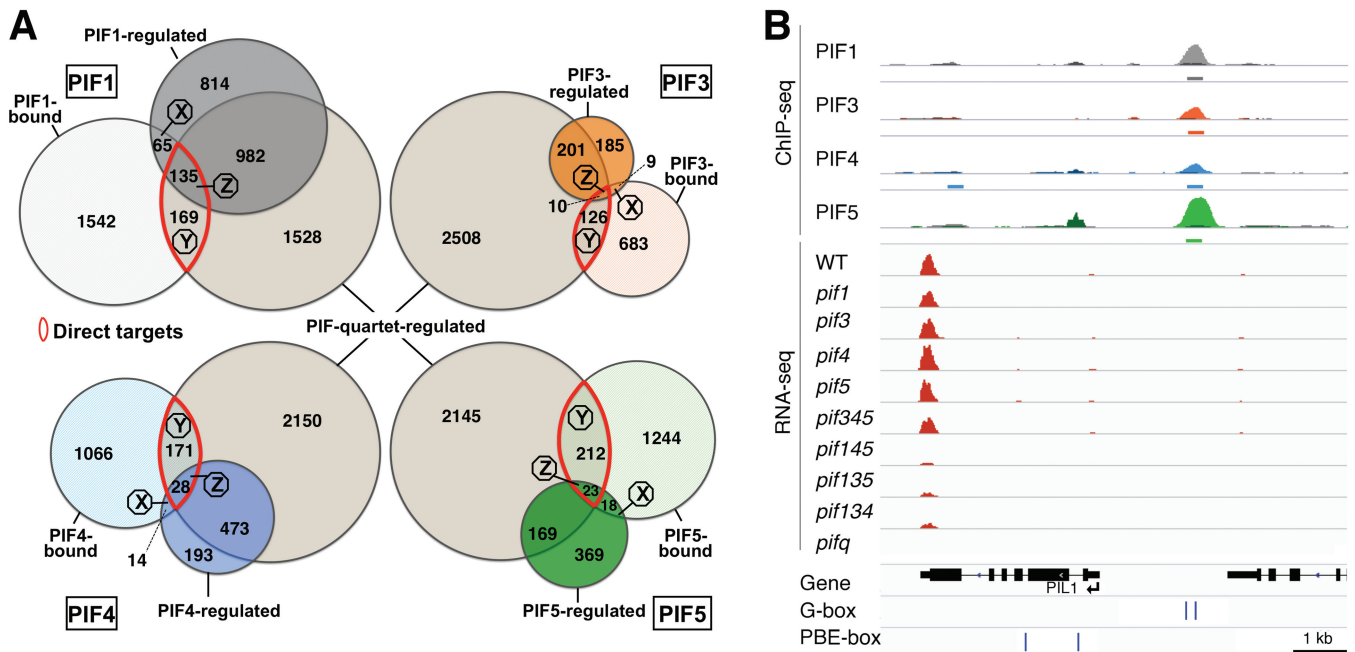 A
PIF1-regulated
PIF1
PIF1-bound
814
X
65
982
135
Z
169
Y
1542
1528
PIF3-regulated
PIF3
201
185
9
PIF3-bound
Z
X
10
126
Y
2508
683
Direct targets
PIF-quartet-regulated
1066
Y
171
2150
28
Z
X
473
193
14
PIF4-bound
PIF4-regulated
PIF4
2145
Y
1244
212
Z
23
X
18
169
369
PIF5-bound
PIF5-regulated
PIF5
B
ChIP-seq
PIF1
PIF3
PIF4
PIF5
RNA-seq
WT
pif1
pif3
pif4
pif5
pif345
pif145
pif135
pif134
pifq
Gene
PIL1
G-box
PBE-box
1 kb